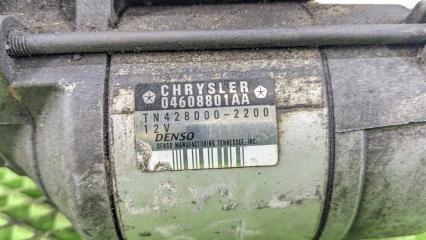 CHRYSLER
04608801AA
TN428000-2200
12V
DENSO
DENSO MANUFACTURING TENNESSEE, INC.